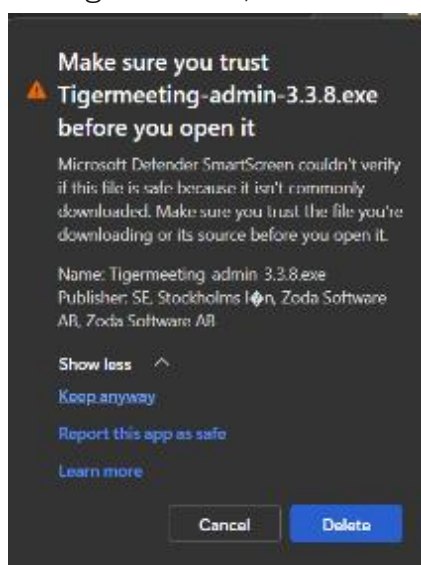 Make sure you trust
Tigermeeting-admin-3.3.8.exe
before you open it
Microsoft Defender SmartScreen couldn't verify
if this file is safe because it isn't commonly
downloaded. Make sure you trust the file you're
downloading or its source before you open it.
Name: Tigermeeting admin 3.3.8.exe
Publisher: SE, Stockholms l�n, Zoda Software
AB, Zoda Software AB
Show less
Keep anyway
Report this app as safe
Learn more
Cancel
Delete